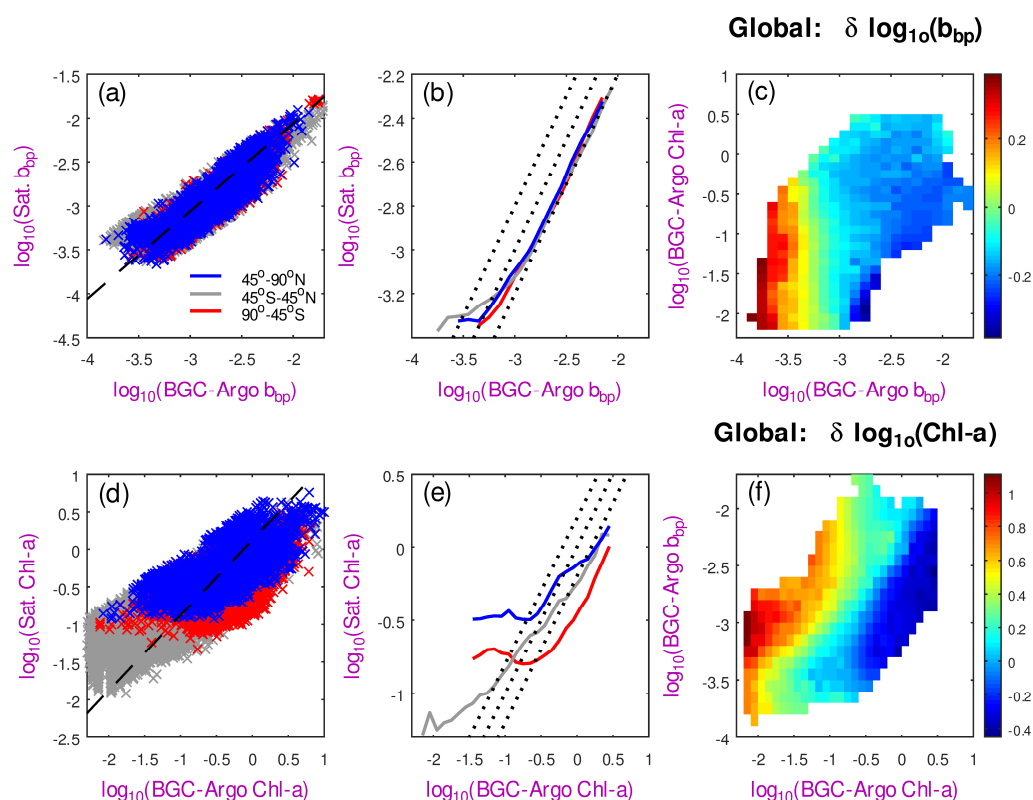 Global: δ log₁ₒ(b_bp)
(a)
-1.5
-2
-2.5
-3
-3.5
-4
-4.5
-4 -3.5 -3 -2.5 -2
log₁₀(Sat. b_bp)
log₁₀(BGC-Argo b_bp)
45°-90°N
45°S-45°N
90°-45°S
(b)
-2.2
-2.4
-2.6
-2.8
-3
-3.2
-4 -3.5 -3 -2.5 -2
log₁₀(Sat. b_bp)
log₁₀(BGC-Argo b_bp)
(c)
1
0.5
0
-0.5
-1
-1.5
-2
-4 -3.5 -3 -2.5 -2
log₁₀(BGC-Argo Chl-a)
log₁₀(BGC-Argo b_bp)
0.2
0
-0.2
Global: δ log₁ₒ(Chl-a)
(d)
1
0.5
0
-0.5
-1
-1.5
-2
-2.5
-2 -1 0 1
log₁₀(Sat. Chl-a)
log₁₀(BGC-Argo Chl-a)
(e)
0.5
0
-0.5
-1
-2 -1.5 -1 -0.5 0 0.5 1
log₁₀(Sat. Chl-a)
log₁₀(BGC-Argo Chl-a)
(f)
-2
-2.5
-3
-3.5
-4
-2 -1.5 -1 -0.5 0 0.5 1
log₁₀(BGC-Argo b_bp)
log₁₀(BGC-Argo Chl-a)
1
0.8
0.6
0.4
0.2
0
-0.2
-0.4